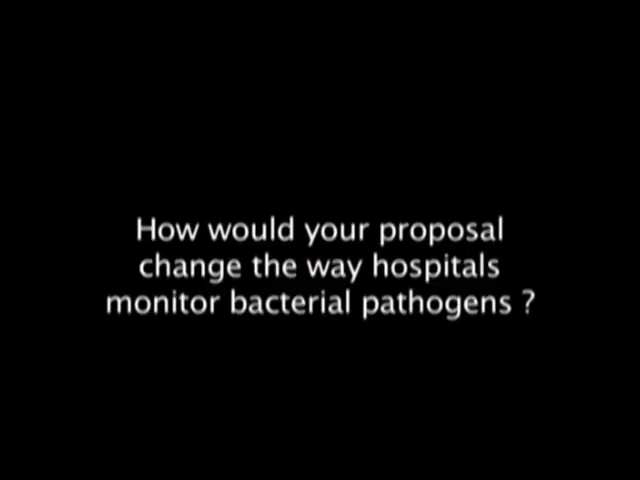 How would your proposal
change the way hospitals
monitor bacterial pathogens ?